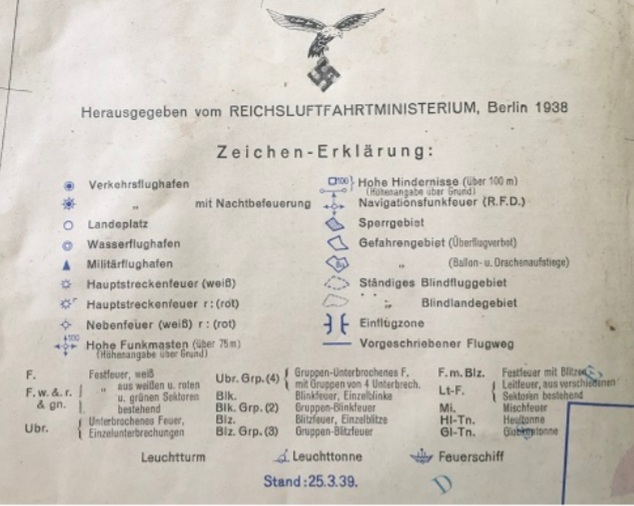 Herausgegeben vom REICHSLUFTFAHRTMINISTERIUM, Berlin 1938
Zeichen-Erklärung:
Verkehrsflughafen
„ mit Nachtbefeuerung
Landeplatz
Wasserflughafen
Militärflughafen
Hauptstreckenfeuer (weiß)
r Hauptstreckenfeuer r: (rot)
Nebenfeuer (weiß) r: (rot)
100 Hohe Funkmasten (über 75m)
(Höhenangabe über Grund)
100 Hohe Hindernisse (über 100 m)
(Höhenangabe über Grund)
Navigationsfunkfeuer (R.F.D.)
Sperrgebiet
Gefahrengebiet (Überflugverbot)
„ (Ballon- u. Drachenaufstiege)
Ständiges Blindfluggebiet
„ Blindlandegebiet
Einflugzone
Vorgeschriebener Flugweg
F. Festfeuer, weiß
F. w. & r. & gn. „ aus weißen u. roten
u. grünen Sektoren
bestehend
Ubr. Unterbrochenes Feuer,
Einzelunterbrechungen
Ubr. Grp. (4) Gruppen-Unterbrochenes F.
mit Gruppen von 4 Unterbrech.
Blk. Blinkfeuer, Einzelblinke
Blk. Grp. (2) Gruppen-Blinkfeuer
Blz. Blitzfeuer, Einzelblitze
Blz. Grp. (3) Gruppen-Blitzfeuer
F. m. Blz. Festfeuer mit Blitzen
Lt-F. Leitfeuer, aus verschiedenen
Sektoren bestehend
Mi. Mischfeuer
Hl-Tn. Heultonne
Gl-Tn.
Leuchtturm Leuchttonne Feuerschiff
Stand: 25.3.39.
D